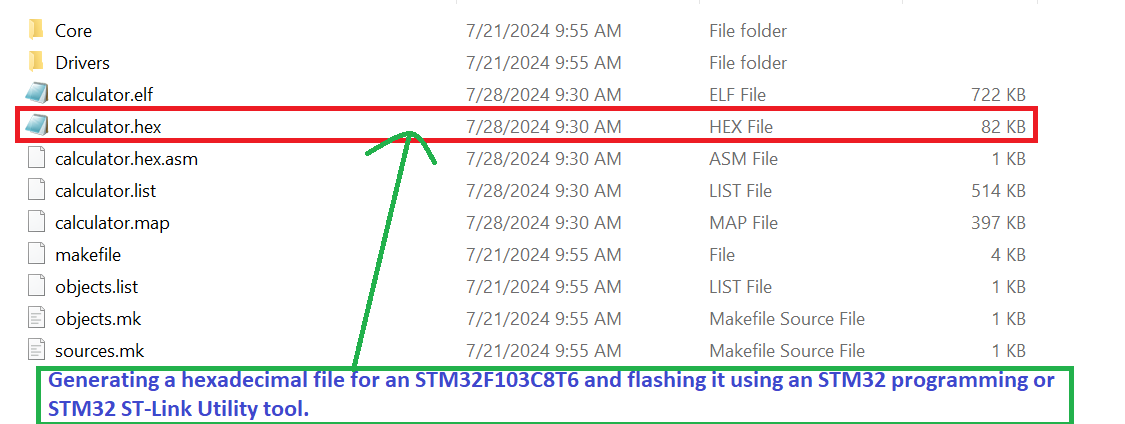 Core 7/21/2024 9:55 AM File folder
Drivers 7/21/2024 9:55 AM File folder
calculator.elf 7/28/2024 9:30 AM ELF File 722 KB
calculator.hex 7/28/2024 9:30 AM HEX File 82 KB
calculator.hex.asm 7/28/2024 9:30 AM ASM File 1 KB
calculator.list 7/28/2024 9:30 AM LIST File 514 KB
calculator.map 7/28/2024 9:30 AM MAP File 397 KB
makefile 7/21/2024 9:55 AM File 4 KB
objects.list 7/21/2024 9:55 AM LIST File 1 KB
objects.mk 7/21/2024 9:55 AM Makefile Source File 1 KB
sources.mk 7/21/2024 9:55 AM Makefile Source File 1 KB
Generating a hexadecimal file for an STM32F103C8T6 and flashing it using an STM32 programming or
STM32 ST-Link Utility tool.